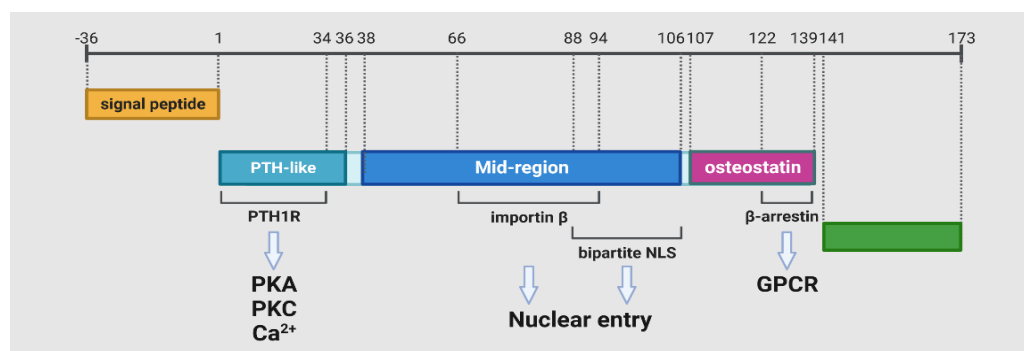 -36 1 34 36 38 66 88 94 106 107 122 139 141 173
signal peptide
PTH-like Mid-region osteostatin
PTH1R importin β β-arrestin
bipartite NLS
PKA GPCR
PKC
Nuclear entry
Ca²⁺